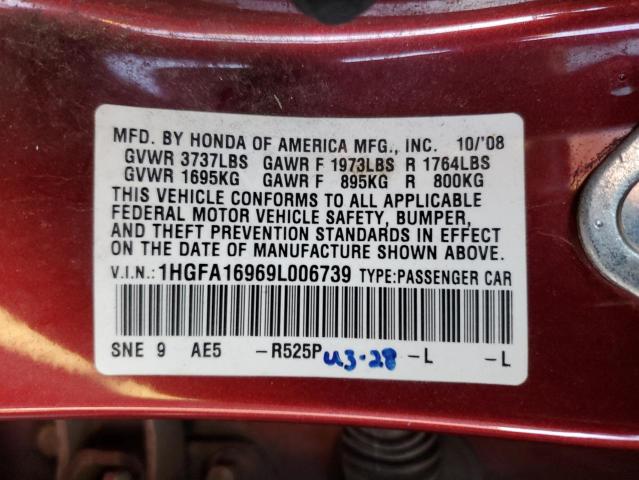 MFD. BY HONDA OF AMERICA MFG., INC. 10/'08
GVWR 3737LBS GAWR F 1973LBS R 1764LBS
GVWR 1695KG GAWR F 895KG R 800KG
THIS VEHICLE CONFORMS TO ALL APPLICABLE
FEDERAL MOTOR VEHICLE SAFETY, BUMPER,
AND THEFT PREVENTION STANDARDS IN EFFECT
ON THE DATE OF MANUFACTURE SHOWN ABOVE.
V.I.N.: 1HGFA16969L006739 TYPE:PASSENGER CAR
SNE 9 AE5 -R525P U3-28 -L -L